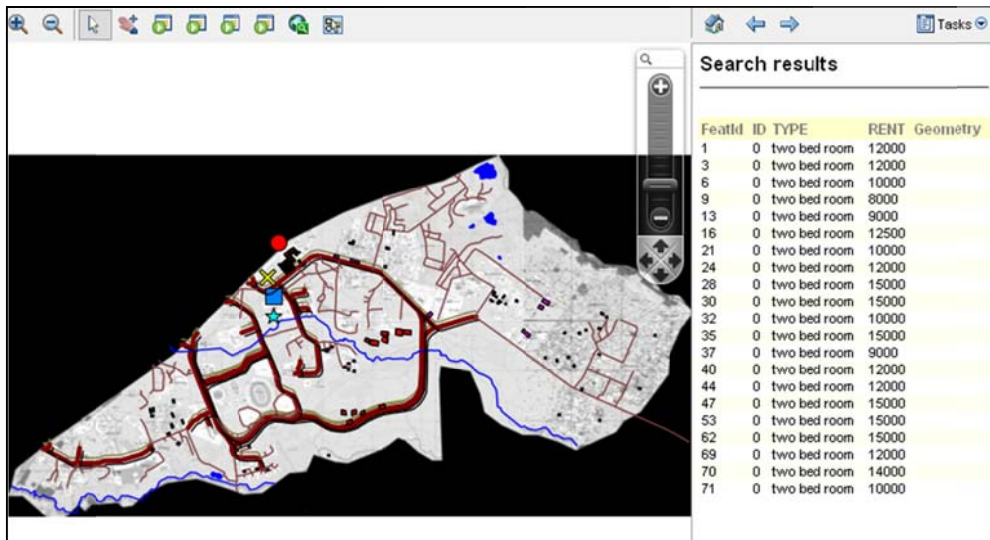 Tasks
Search results
FeatId ID TYPE RENT Geometry
1 0 two bed room 12000
3 0 two bed room 12000
6 0 two bed room 10000
9 0 two bed room 8000
13 0 two bed room 9000
16 0 two bed room 12500
21 0 two bed room 10000
24 0 two bed room 12000
28 0 two bed room 15000
30 0 two bed room 15000
32 0 two bed room 10000
35 0 two bed room 15000
37 0 two bed room 9000
40 0 two bed room 12000
44 0 two bed room 12000
47 0 two bed room 15000
53 0 two bed room 15000
62 0 two bed room 15000
69 0 two bed room 12000
70 0 two bed room 14000
71 0 two bed room 10000